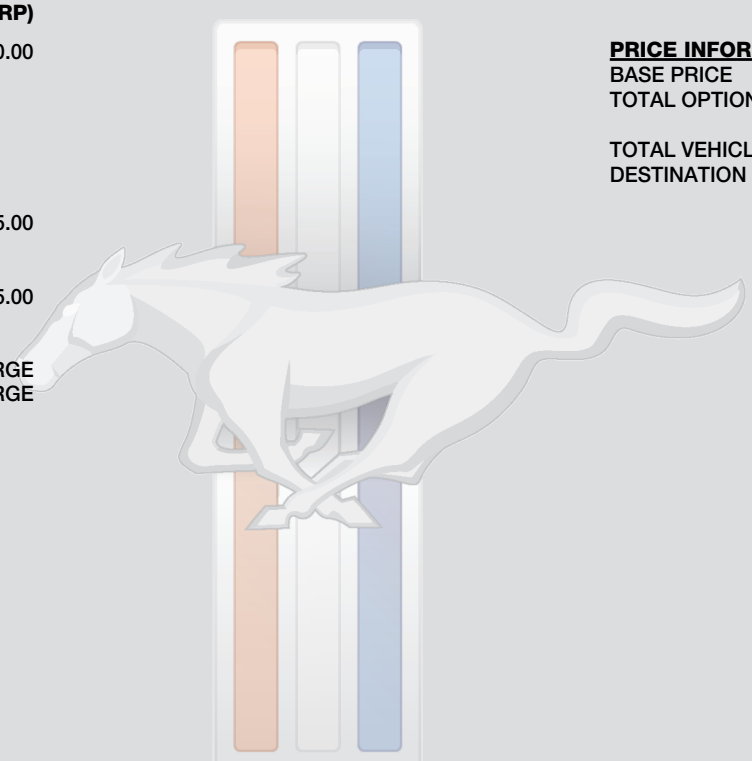 RP)
0.00
5.00
5.00
RGE
RGE
PRICE INFOR
BASE PRICE
TOTAL OPTION
TOTAL VEHICL
DESTINATION